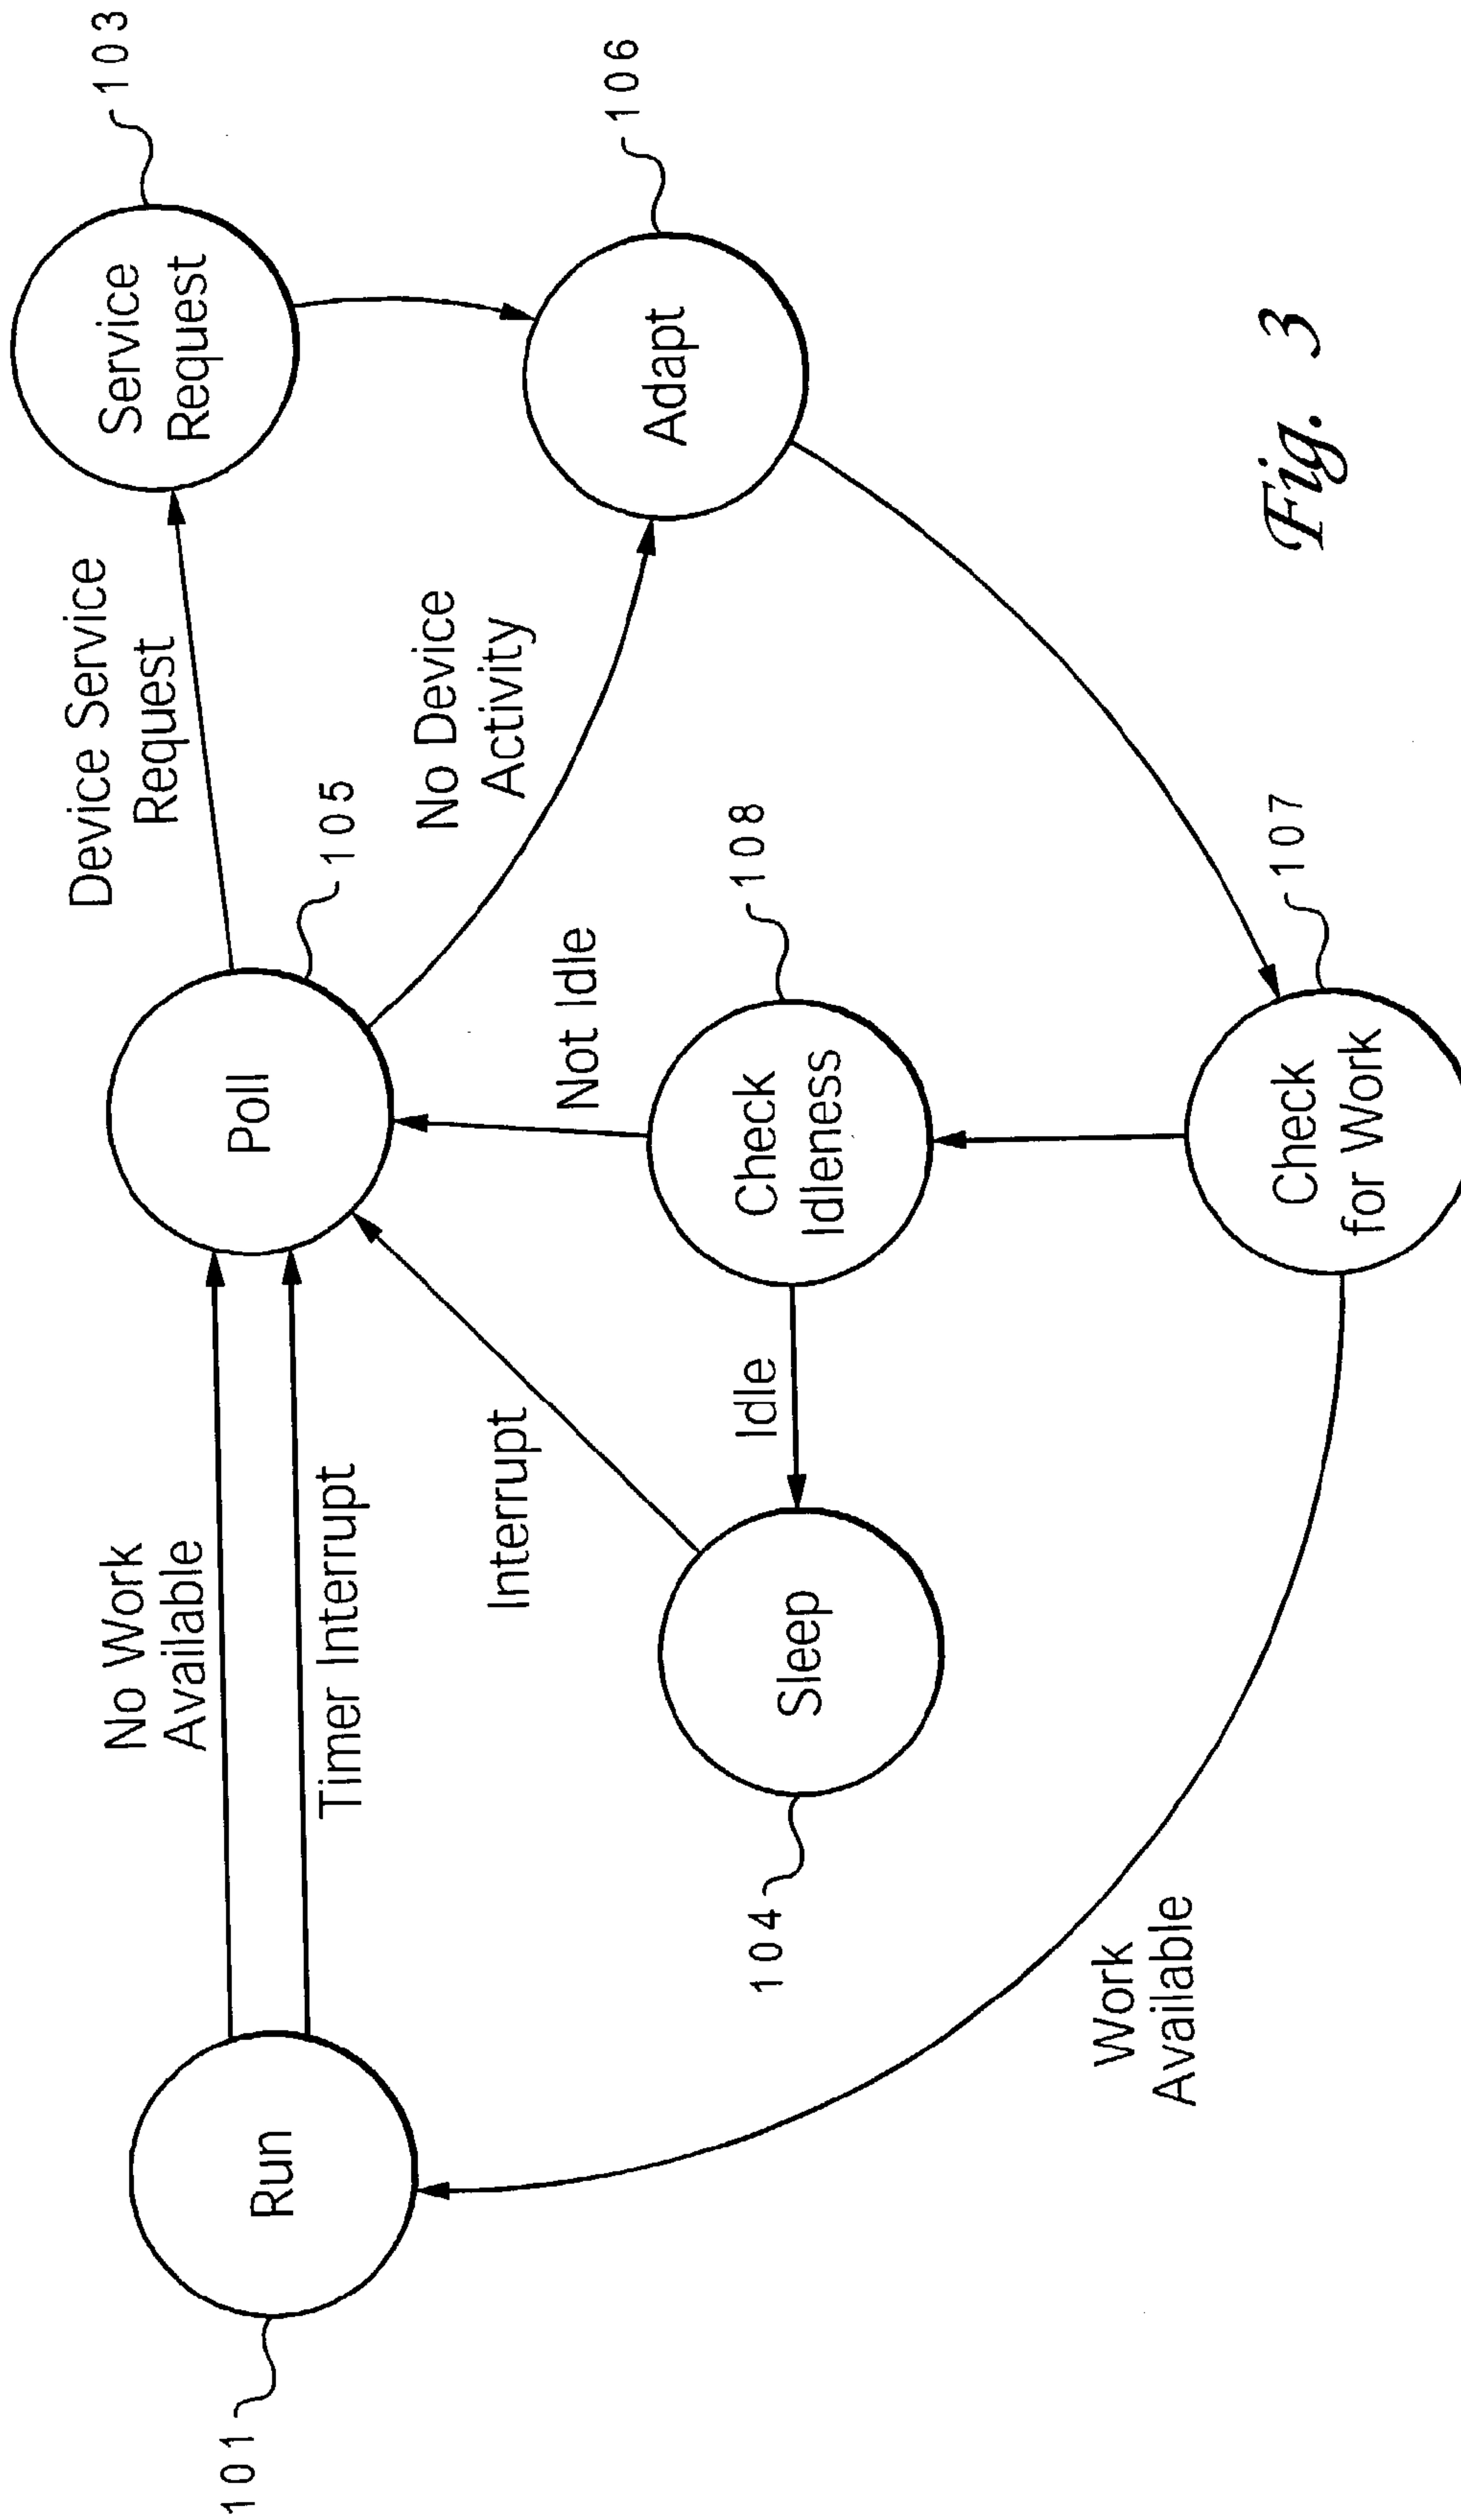 101
Run
No Work
Available
Timer Interrupt
Poll
105
Device Service
Request
Service
Request
103
No Device
Activity
Adapt
106
Interrupt
Not Idle
Sleep
104
Idle
Check
Idleness
108
Work
Available
Check
for Work
107
Fig. 3